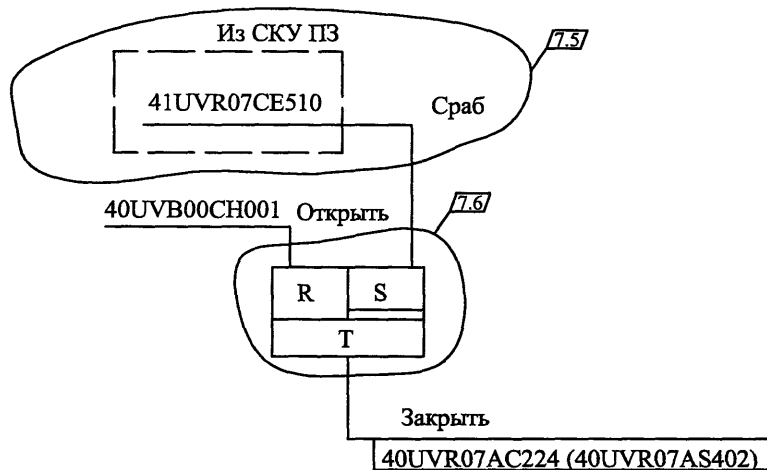 Из СКУ ПЗ
7.5
41UVR07CE510
Сраб
7.6
40UVB00CH001 Открыть
R S
T
Закрыть
40UVR07AC224 (40UVR07AS402)